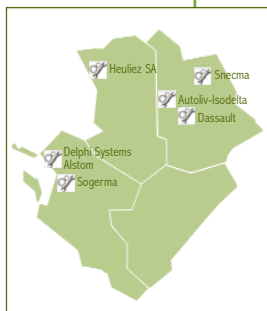 Heuliez SA
Snecma
Autoliv-Isodelta
Dassault
Delphi Systems
Alstom
Sogerma